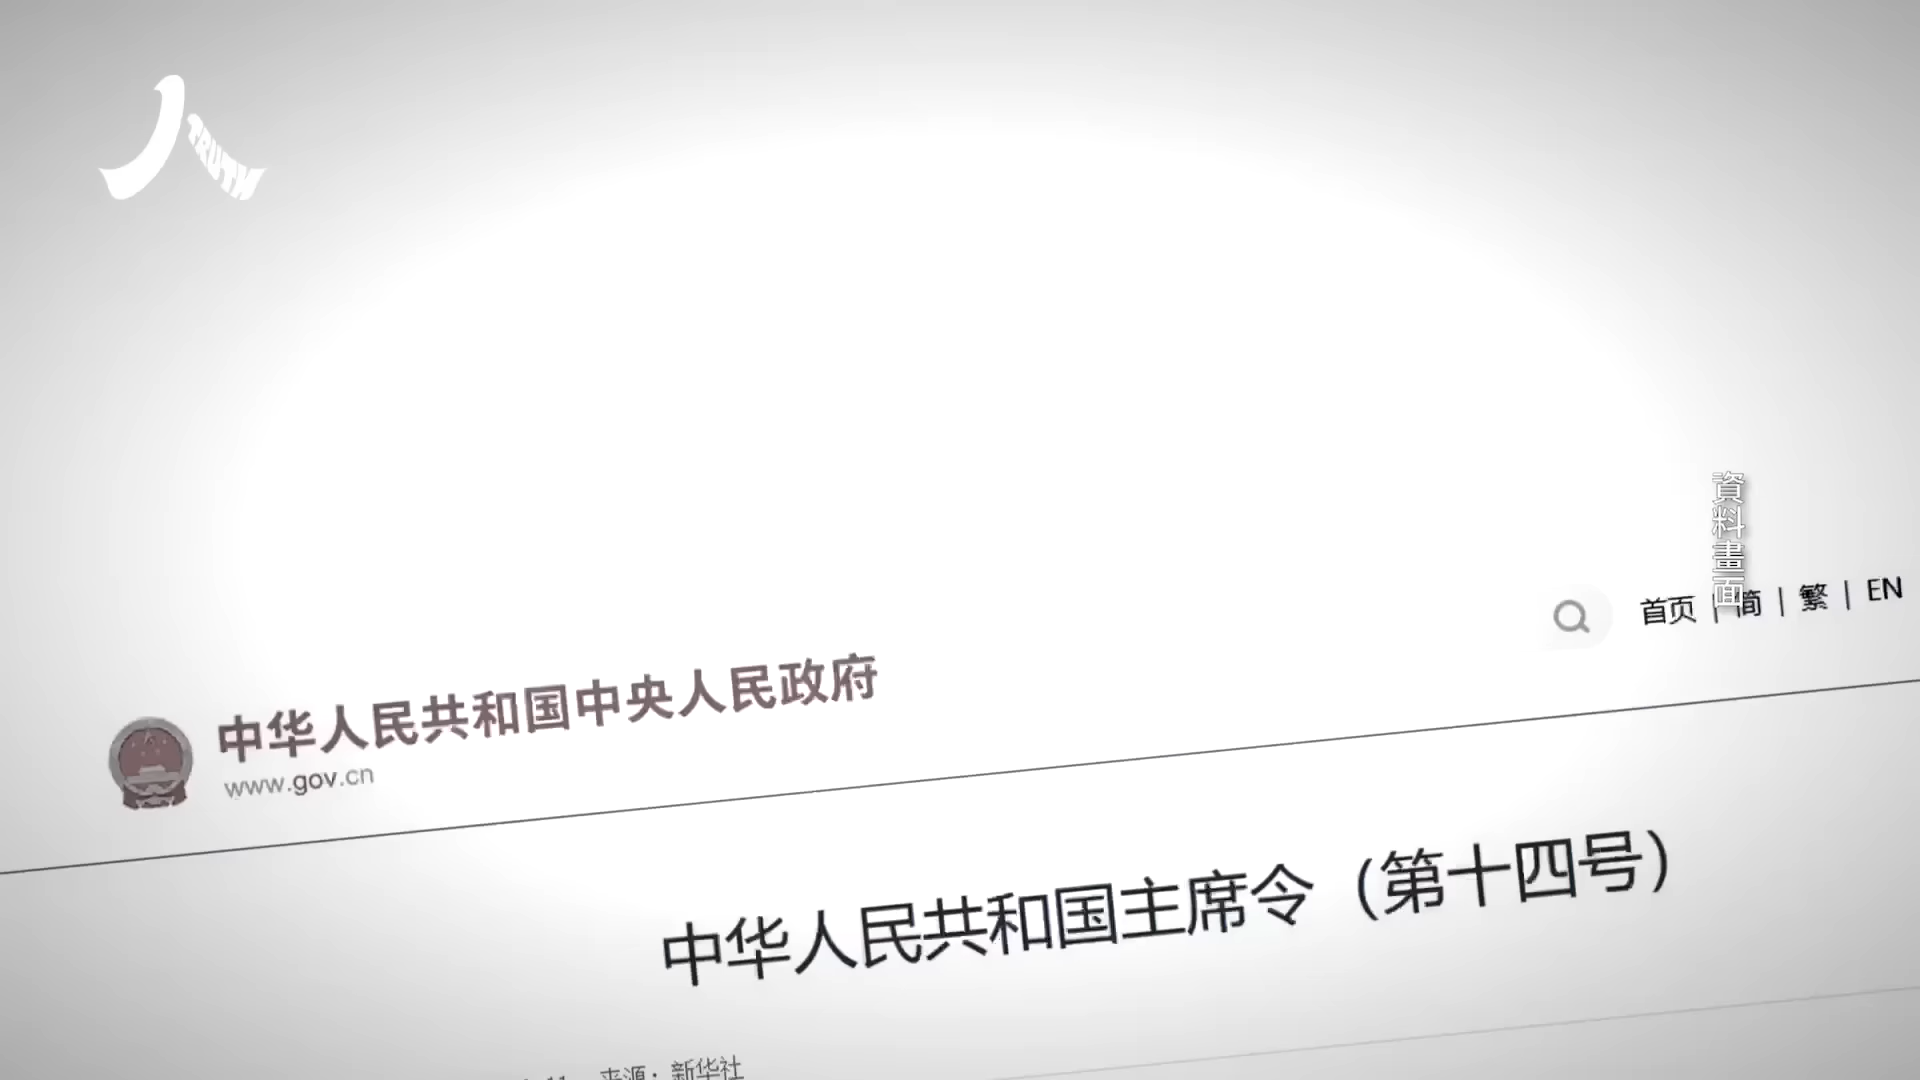 TRUTH
資料畫面
首页 | 简 | 繁 | EN
中华人民共和国中央人民政府
www.gov.cn
中华人民共和国主席令（第十四号）
来源：新华社